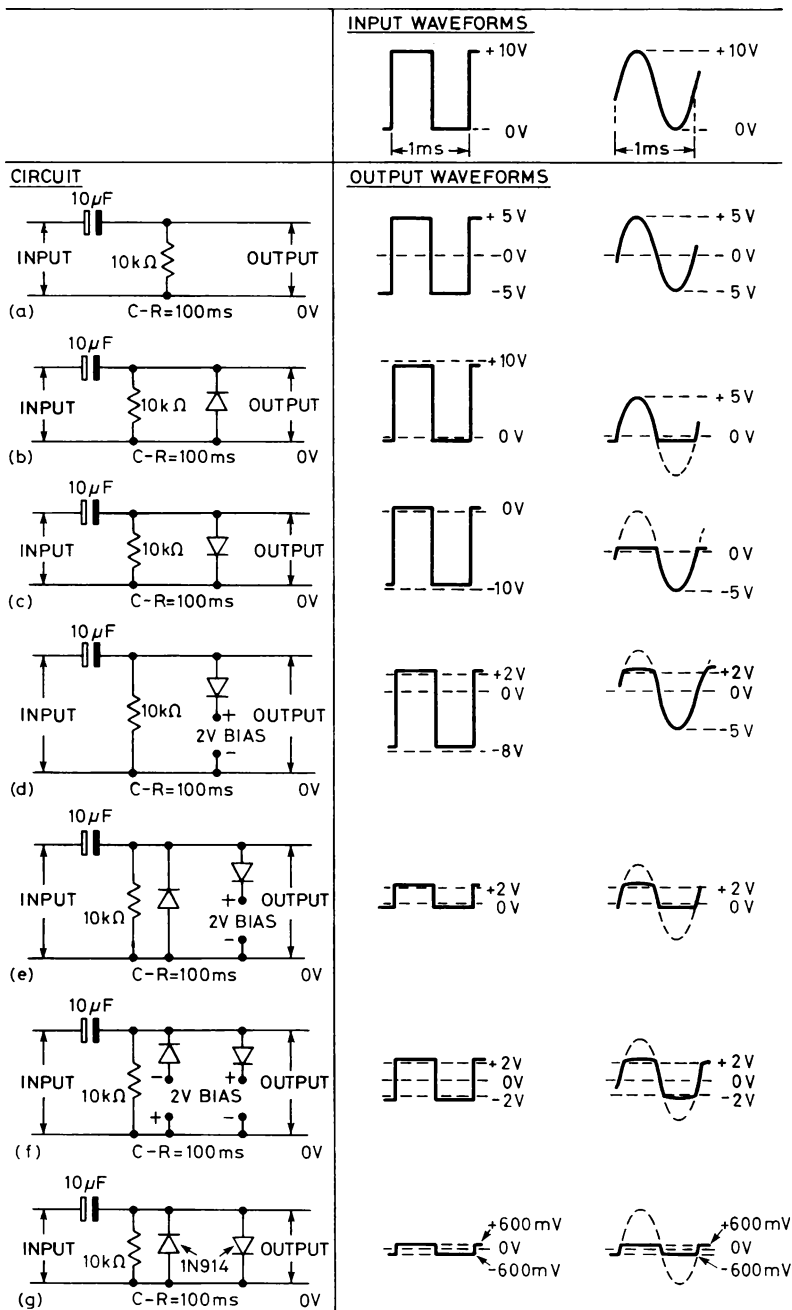 INPUT WAVEFORMS
+10V +10V
0V 0V
1ms 1ms
CIRCUIT OUTPUT WAVEFORMS
10µF
INPUT 10kΩ OUTPUT
(a) C-R=100ms 0V
+5V +5V
0V 0V
-5V -5V
10µF
INPUT 10kΩ OUTPUT
(b) C-R=100ms 0V
+10V +5V
0V 0V
10µF
INPUT 10kΩ OUTPUT
(c) C-R=100ms 0V
0V 0V
-10V -5V
10µF
INPUT 10kΩ + OUTPUT
2V BIAS
-
(d) C-R=100ms 0V
+2V +2V
0V 0V
-8V -5V
10µF
INPUT 10kΩ + OUTPUT
2V BIAS
-
(e) C-R=100ms 0V
+2V +2V
0V 0V
10µF
INPUT 10kΩ - + OUTPUT
2V BIAS
+ -
(f) C-R=100ms 0V
+2V +2V
0V 0V
-2V -2V
10µF
INPUT 10kΩ 1N914 OUTPUT
(g) C-R=100ms 0V
+600mV +600mV
0V 0V
-600mV -600mV